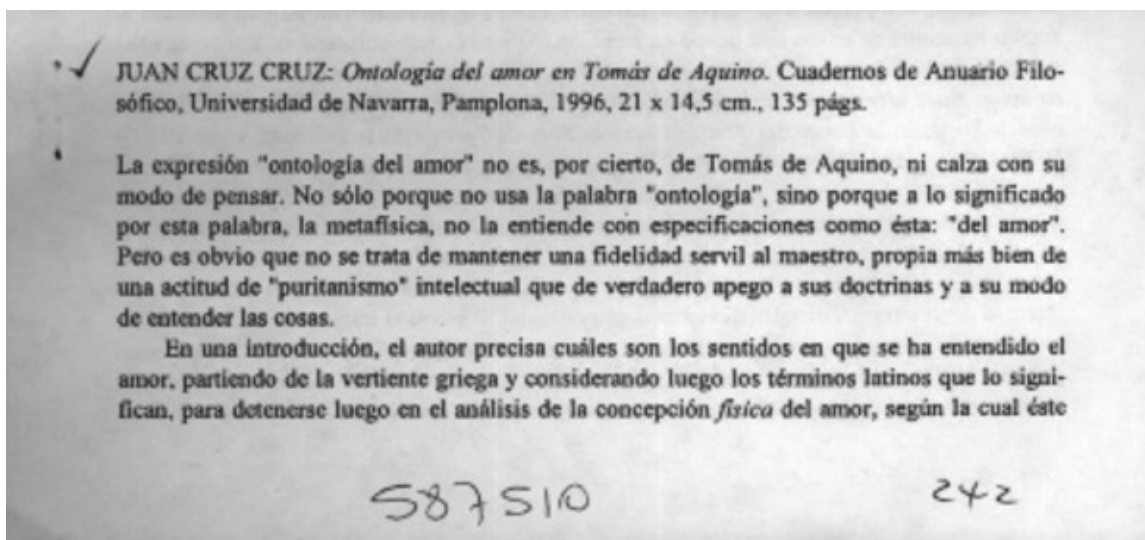 JUAN CRUZ CRUZ: Ontología del amor en Tomás de Aquino. Cuadernos de Anuario Filo-
sófico, Universidad de Navarra, Pamplona, 1996, 21 x 14,5 cm., 135 págs.
La expresión "ontología del amor" no es, por cierto, de Tomás de Aquino, ni calza con su
modo de pensar. No sólo porque no usa la palabra "ontología", sino porque a lo significado
por esta palabra, la metafísica, no la entiende con especificaciones como ésta: "del amor".
Pero es obvio que no se trata de mantener una fidelidad servil al maestro, propia más bien de
una actitud de "puritanismo" intelectual que de verdadero apego a sus doctrinas y a su modo
de entender las cosas.
En una introducción, el autor precisa cuáles son los sentidos en que se ha entendido el
amor, partiendo de la vertiente griega y considerando luego los términos latinos que lo signi-
fican, para detenerse luego en el análisis de la concepción física del amor, según la cual éste
587510 242